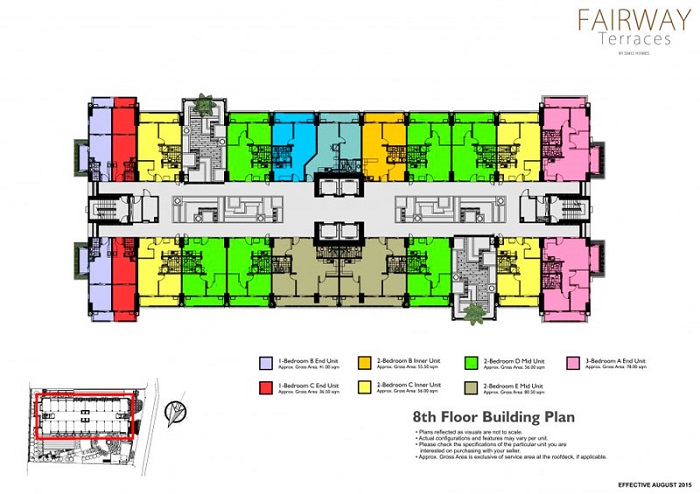 FAIRWAY
Terraces
BY DMCI HOMES
1-Bedroom B End Unit
Approx. Gross Area: 41.00 sqm
2-Bedroom B Inner Unit
Approx. Gross Area: 55.50 sqm
2-Bedroom D Mid Unit
Approx. Gross Area: 56.00 sqm
3-Bedroom A End Unit
Approx. Gross Area: 78.00 sqm
1-Bedroom C End Unit
Approx. Gross Area: 36.50 sqm
2-Bedroom C Inner Unit
Approx. Gross Area: 56.00 sqm
2-Bedroom E Mid Unit
Approx. Gross Area: 80.50 sqm
8th Floor Building Plan
• Plans reflected as visuals are not to scale.
• Actual configurations and features may vary per unit.
• Please check the specifications of the particular unit you are
interested on purchasing with your seller.
• Approx. Gross Area is exclusive of service area at the roofdeck, if applicable.
EFFECTIVE AUGUST 2015